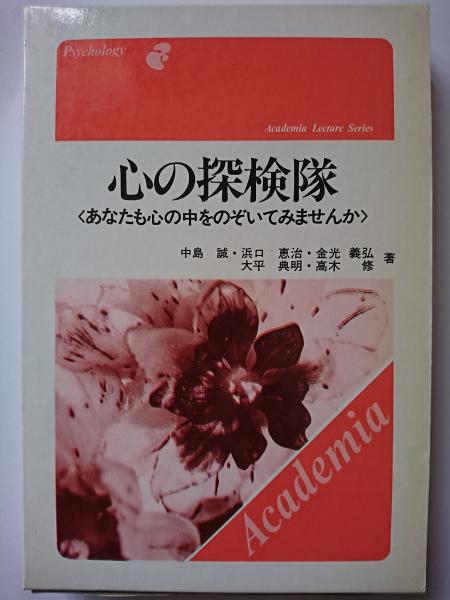 Psychology
Academia Lecture Series
心の探検隊
〈あなたも心の中をのぞいてみませんか〉
中島 誠・浜口 恵治・金光 義弘
大平 典明・高木 修 著
Academia